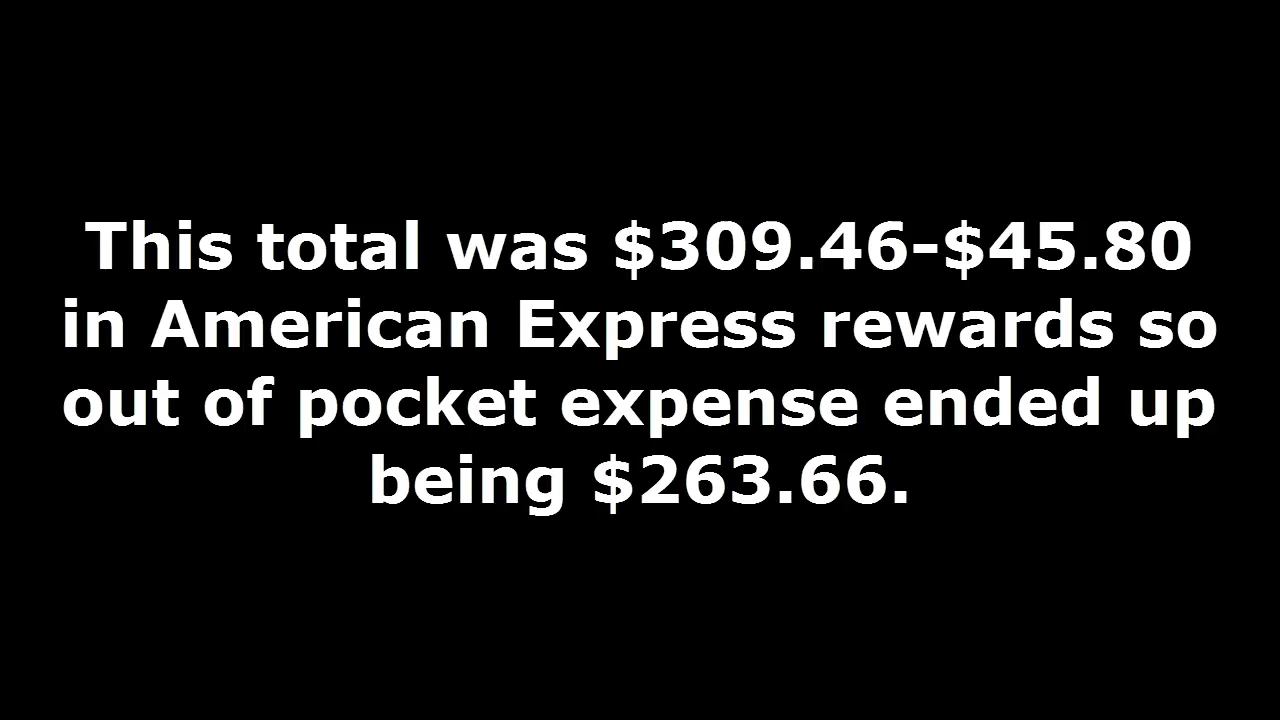 This total was $309.46-$45.80
in American Express rewards so
out of pocket expense ended up
being $263.66.